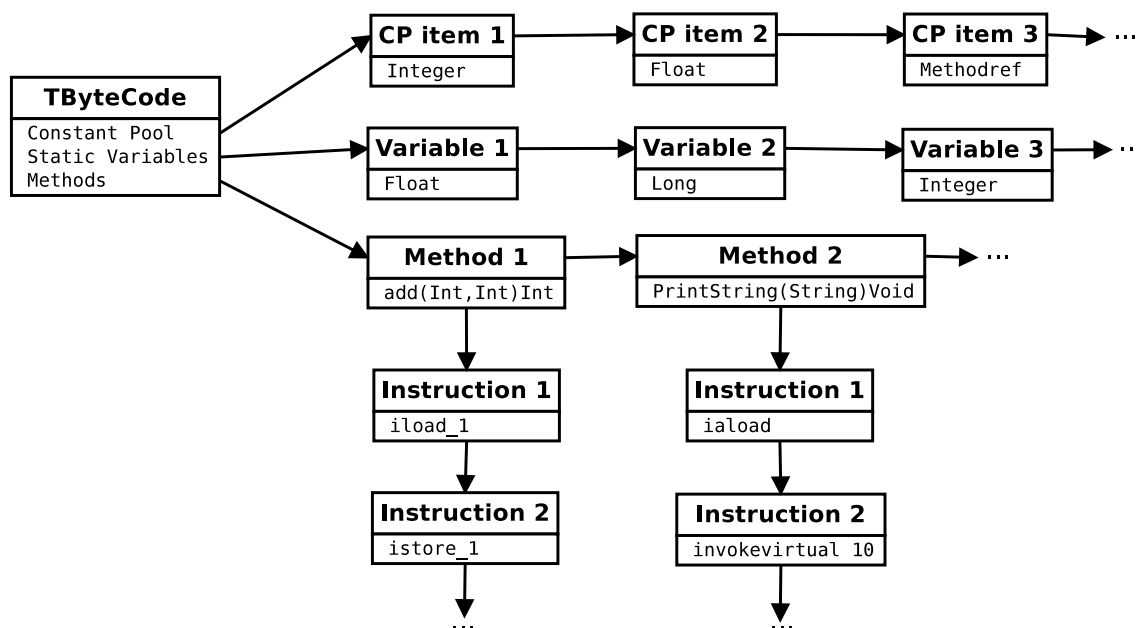 TByteCode
Constant Pool
Static Variables
Methods
CP item 1
Integer
CP item 2
Float
CP item 3
Methodref
...
Variable 1
Float
Variable 2
Long
Variable 3
Integer
...
Method 1
add(Int,Int)Int
Method 2
PrintString(String)Void
...
Instruction 1
iload_1
Instruction 2
istore_1
...
Instruction 1
iaload
Instruction 2
invokevirtual 10
...